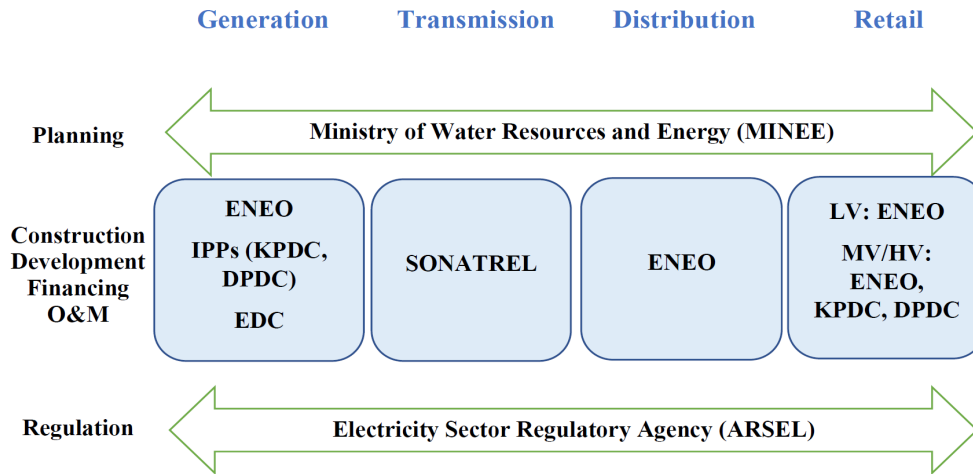 Generation
Transmission
Distribution
Retail
Planning
Ministry of Water Resources and Energy (MINEE)
Construction
Development
Financing
O&M
ENEO
IPPs (KPDC,
DPDC)
EDC
SONATREL
ENEO
LV: ENEO
MV/HV:
ENEO,
KPDC, DPDC
Regulation
Electricity Sector Regulatory Agency (ARSEL)